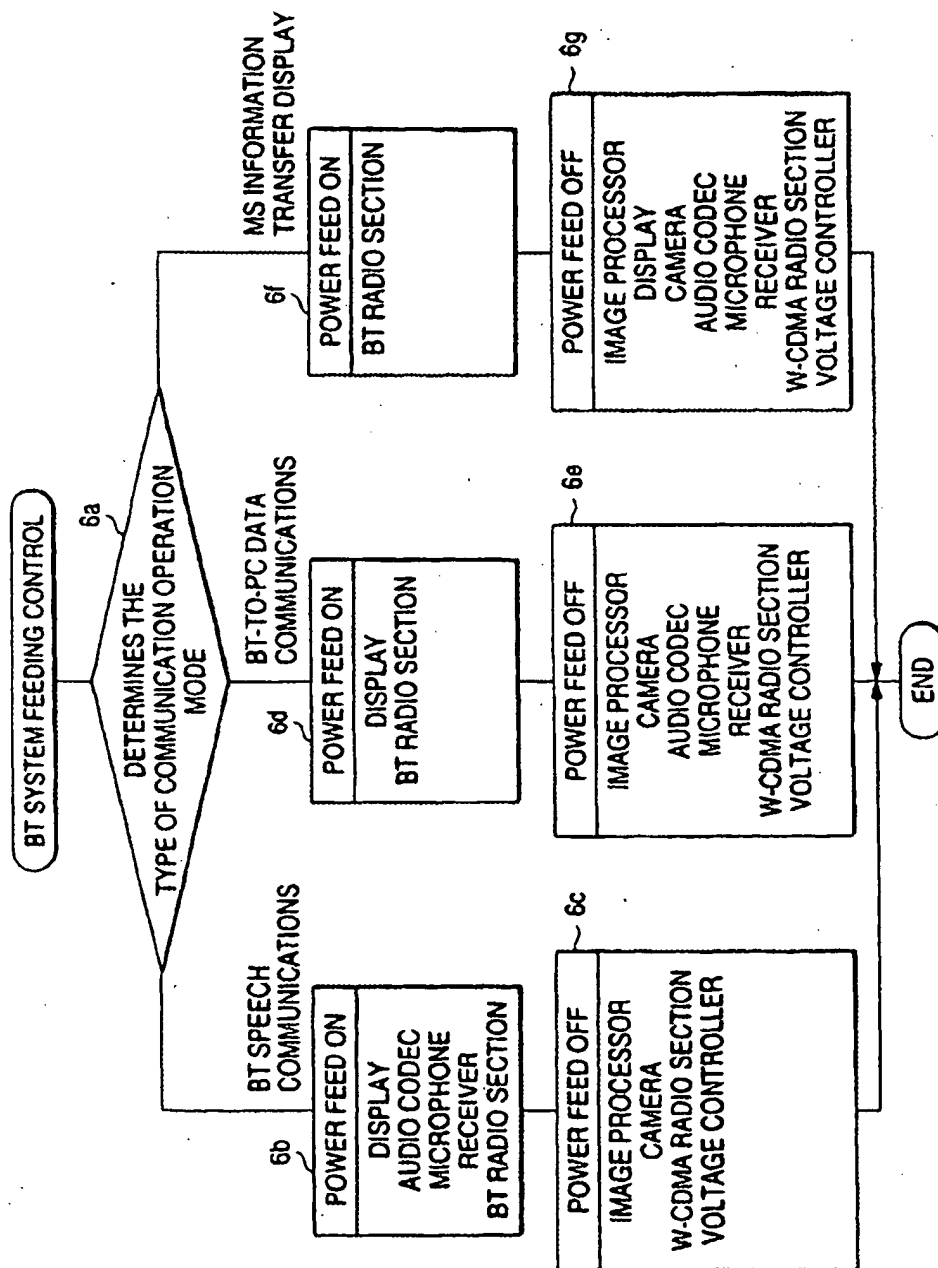 BT SYSTEM FEEDING CONTROL
6a
DETERMINES THE
TYPE OF COMMUNICATION OPERATION
MODE
BT SPEECH
COMMUNICATIONS
6b
POWER FEED ON
DISPLAY
AUDIO CODEC
MICROPHONE
RECEIVER
BT RADIO SECTION
6c
POWER FEED OFF
IMAGE PROCESSOR
CAMERA
W-CDMA RADIO SECTION
VOLTAGE CONTROLLER
BT-TO-PC DATA
COMMUNICATIONS
6d
POWER FEED ON
DISPLAY
BT RADIO SECTION
6e
POWER FEED OFF
IMAGE PROCESSOR
CAMERA
AUDIO CODEC
MICROPHONE
RECEIVER
W-CDMA RADIO SECTION
VOLTAGE CONTROLLER
MS INFORMATION
TRANSFER DISPLAY
6f
POWER FEED ON
BT RADIO SECTION
6g
POWER FEED OFF
IMAGE PROCESSOR
DISPLAY
CAMERA
AUDIO CODEC
MICROPHONE
RECEIVER
W-CDMA RADIO SECTION
VOLTAGE CONTROLLER
END